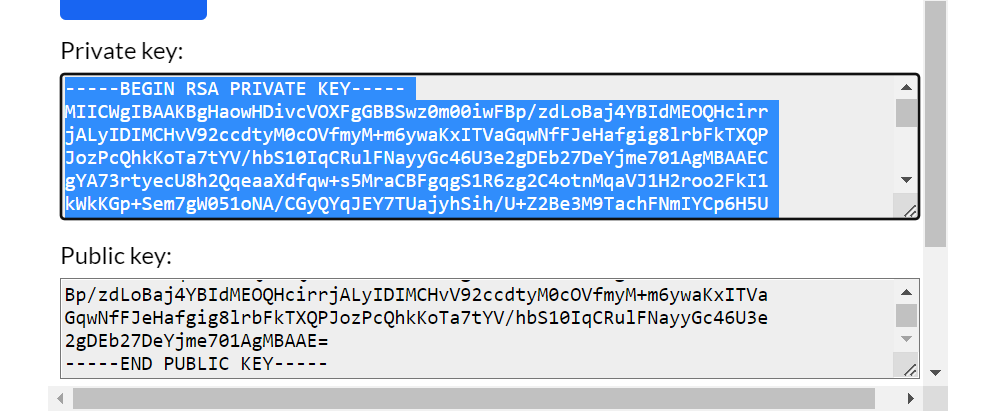 Private key:
-----BEGIN RSA PRIVATE KEY-----
MIICWgIBAAKBgHaowHDivcVOXFgGBBSwz0m00iwFBp/zdLoBaj4YBIdMEOQHcirr
jALyIDIMCHvV92ccdtyM0cOVfmyM+m6ywaKxITVaGqwNfFJeHafgig8lrbFkTXQP
JozPcQhkKoTa7tYV/hbS10IqCRulFNayyGc46U3e2gDEb27DeYjme701AgMBAAEC
gYA73rtyecU8h2QqeaaXdfqw+s5MraCBFgqgS1R6zg2C4otnMqaVJ1H2roo2FkI1
kWkKGp+Sem7gW051oNA/CGyQYqJEY7TUajyhSih/U+Z2Be3M9TachFNmIYCp6H5U
Public key:
Bp/zdLoBaj4YBIdMEOQHcirrjALyIDIMCHvV92ccdtyM0cOVfmyM+m6ywaKxITVa
GqwNfFJeHafgig8lrbFkTXQPJozPcQhkKoTa7tYV/hbS10IqCRulFNayyGc46U3e
2gDEb27DeYjme701AgMBAAE=
-----END PUBLIC KEY-----